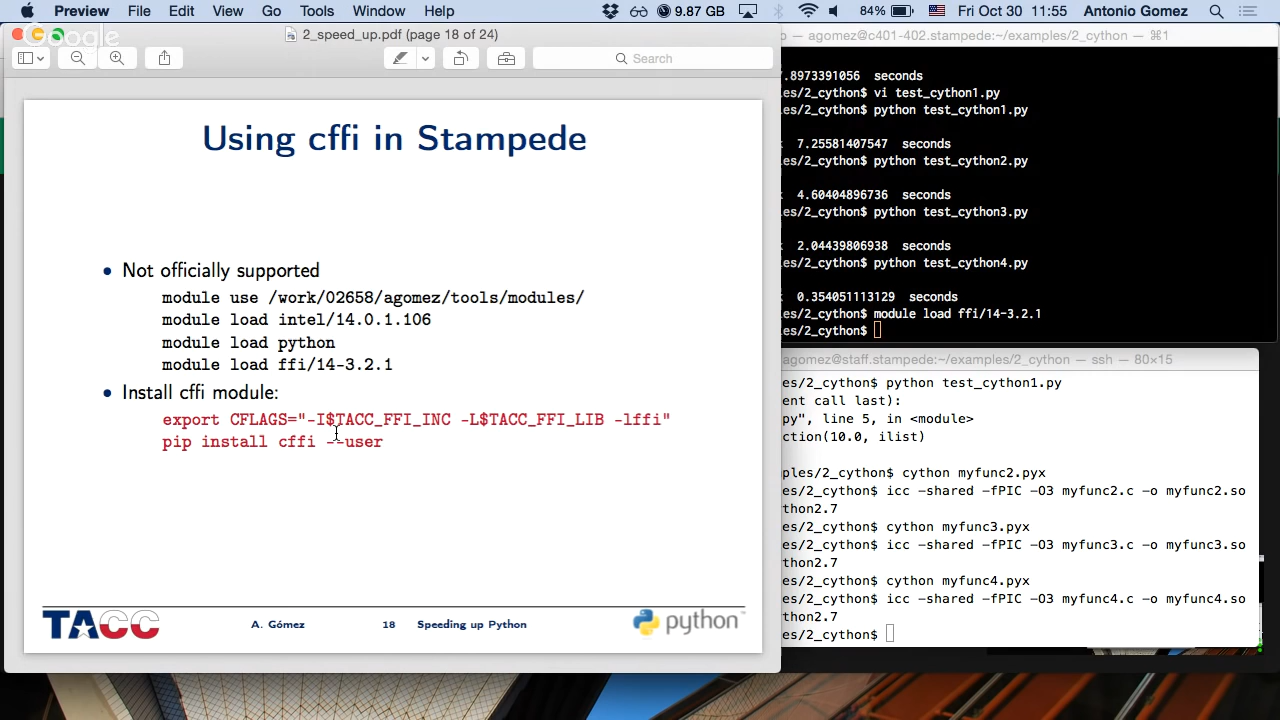 Preview File Edit View Go Tools Window Help 9.87 GB 84% Fri Oct 30 11:55 Antonio Gomez
Google
2_speed_up.pdf (page 18 of 24)
Search
Using cffi in Stampede
• Not officially supported
module use /work/02658/agomez/tools/modules/
module load intel/14.0.1.106
module load python
module load ffi/14-3.2.1
• Install cffi module:
export CFLAGS="-I$TACC_FFI_INC -L$TACC_FFI_LIB -lffi"
pip install cffi --user
TACC
A. Gómez 18 Speeding up Python
python
— agomez@c401-402.stampede:~/examples/2_cython — ⌘1
.8973391056 seconds
es/2_cython$ vi test_cython1.py
es/2_cython$ python test_cython1.py
7.25581407547 seconds
es/2_cython$ python test_cython2.py
4.60404896736 seconds
es/2_cython$ python test_cython3.py
2.04439806938 seconds
es/2_cython$ python test_cython4.py
0.354051113129 seconds
es/2_cython$ module load ffi/14-3.2.1
es/2_cython$
agomez@staff.stampede:~/examples/2_cython — ssh — 80×15
es/2_cython$ python test_cython1.py
ent call last):
py", line 5, in <module>
ction(10.0, ilist)
ples/2_cython$ cython myfunc2.pyx
es/2_cython$ icc -shared -fPIC -O3 myfunc2.c -o myfunc2.so
thon2.7
es/2_cython$ cython myfunc3.pyx
es/2_cython$ icc -shared -fPIC -O3 myfunc3.c -o myfunc3.so
thon2.7
es/2_cython$ cython myfunc4.pyx
es/2_cython$ icc -shared -fPIC -O3 myfunc4.c -o myfunc4.so
thon2.7
es/2_cython$